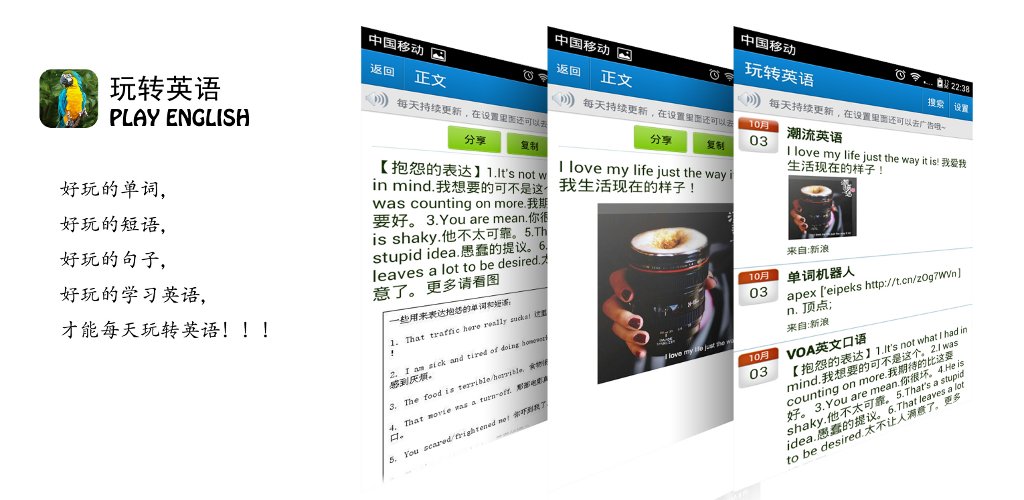 玩转英语
PLAY ENGLISH
好玩的单词,
好玩的短语,
好玩的句子,
好玩的学习英语,
才能每天玩转英语！！！
中国移动
返回
正文
每天持续更新，在设置里面还可以去
分享
复制
【抱怨的表达】1.It's not w
in mind.我想要的可不是这个
was counting on more.我期
要好。3.You are mean.你很
is shaky.他不太可靠。5.Th
stupid idea.愚蠢的提议。6.
leaves a lot to be desired.太
意了。更多请看图
一些用来表达抱怨的单词和短语:
1. That traffic here really sucks! 这里
!
2. I am sick and tired of doing homework
感到厌烦。
3. The food is terrible/horrible. 食物很
4. That movie was a turn-off. 那部电影真
口。
5. You scared/frightened me! 你吓到我了
中国移动
返回
正文
每天持续更新，在设置里面还可以去
分享
复制
I love my life just the way it
我生活现在的样子！
I love my life just the way
中国移动
22:38
玩转英语
搜索
设置
每天持续更新，在设置里面还可以去广告哦~
10月
03
潮流英语
I love my life just the way it is! 我爱我
生活现在的样子！
来自:新浪
10月
03
单词机器人
apex ['eipeks http://t.cn/zOg7WVn ]
n. 顶点;
来自:新浪
10月
03
VOA英文口语
【抱怨的表达】1.It's not what I had in
mind.我想要的可不是这个。2.I was
counting on more.我期待的比这要
好。 3.You are mean.你很坏。4.He is
shaky.他不太可靠。5.That's a stupid
idea.愚蠢的提议。6.That leaves a lot
to be desired.太不让人满意了。更多